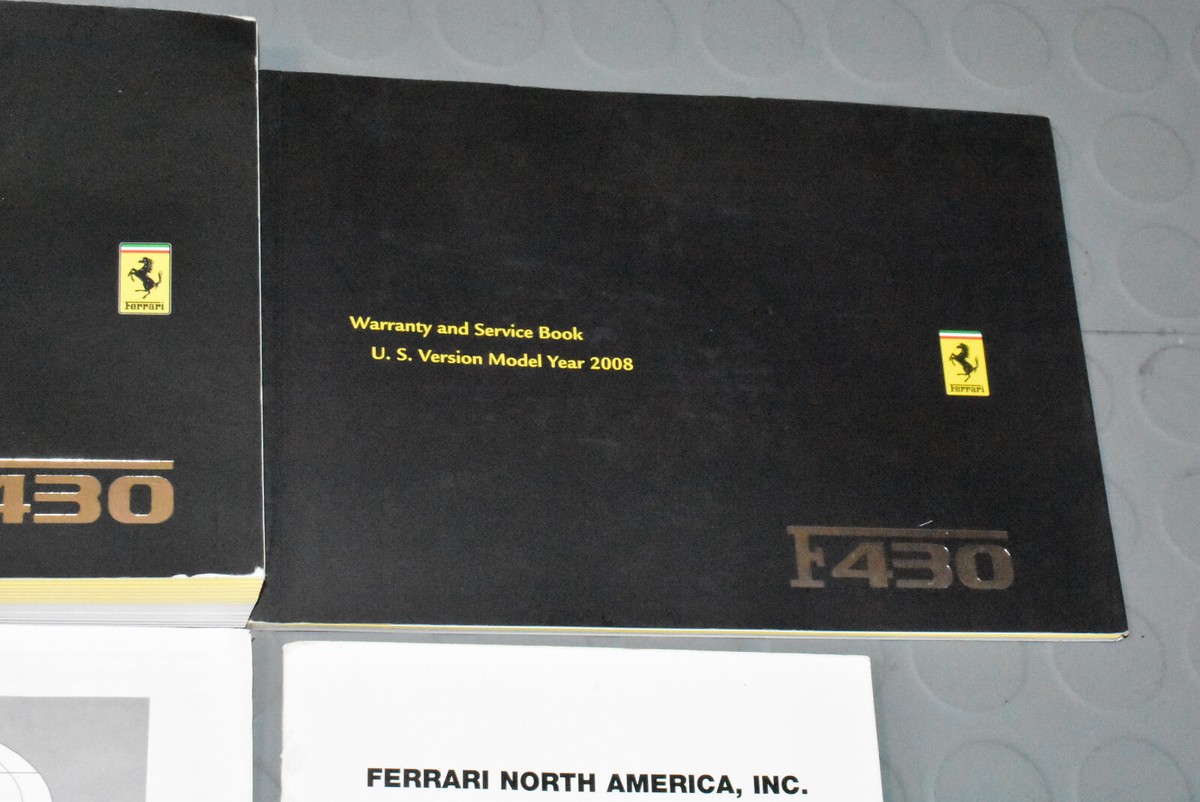 Ferrari
430
Warranty and Service Book
U. S. Version Model Year 2008
Ferrari
F430
FERRARI NORTH AMERICA, INC.